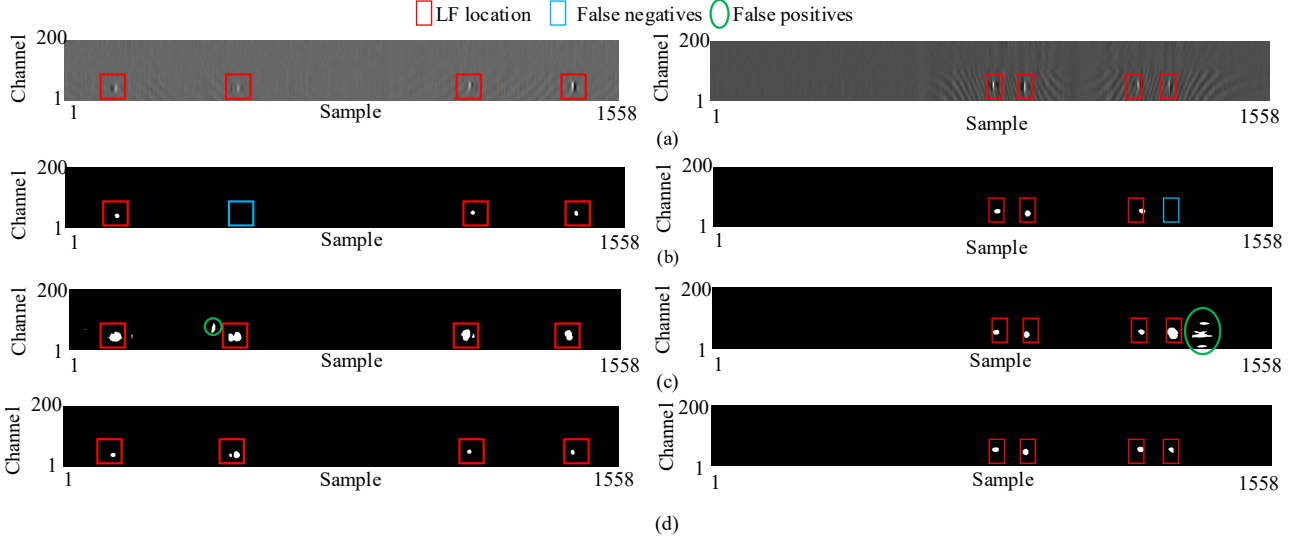 LF location False negatives False positives
200 Channel 1 1 Sample 1558
200 Channel 1 1 Sample 1558
(a)
200 Channel 1 1 Sample 1558
200 Channel 1 1 Sample 1558
(b)
200 Channel 1 1 Sample 1558
200 Channel 1 1 Sample 1558
(c)
200 Channel 1 1 Sample 1558
200 Channel 1 1 Sample 1558
(d)